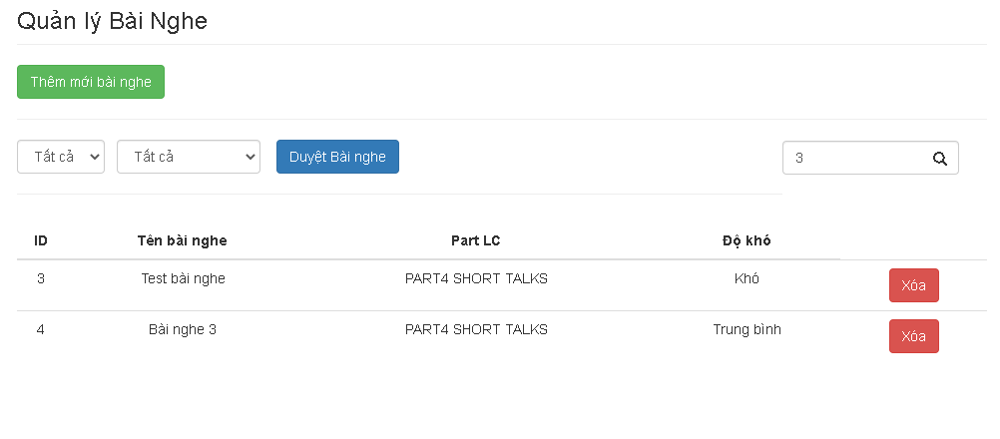 Quản lý Bài Nghe
Thêm mới bài nghe
Tất cả Tất cả Duyệt Bài nghe 3
ID Tên bài nghe Part LC Độ khó
3 Test bài nghe PART4 SHORT TALKS Khó Xóa
4 Bài nghe 3 PART4 SHORT TALKS Trung bình Xóa